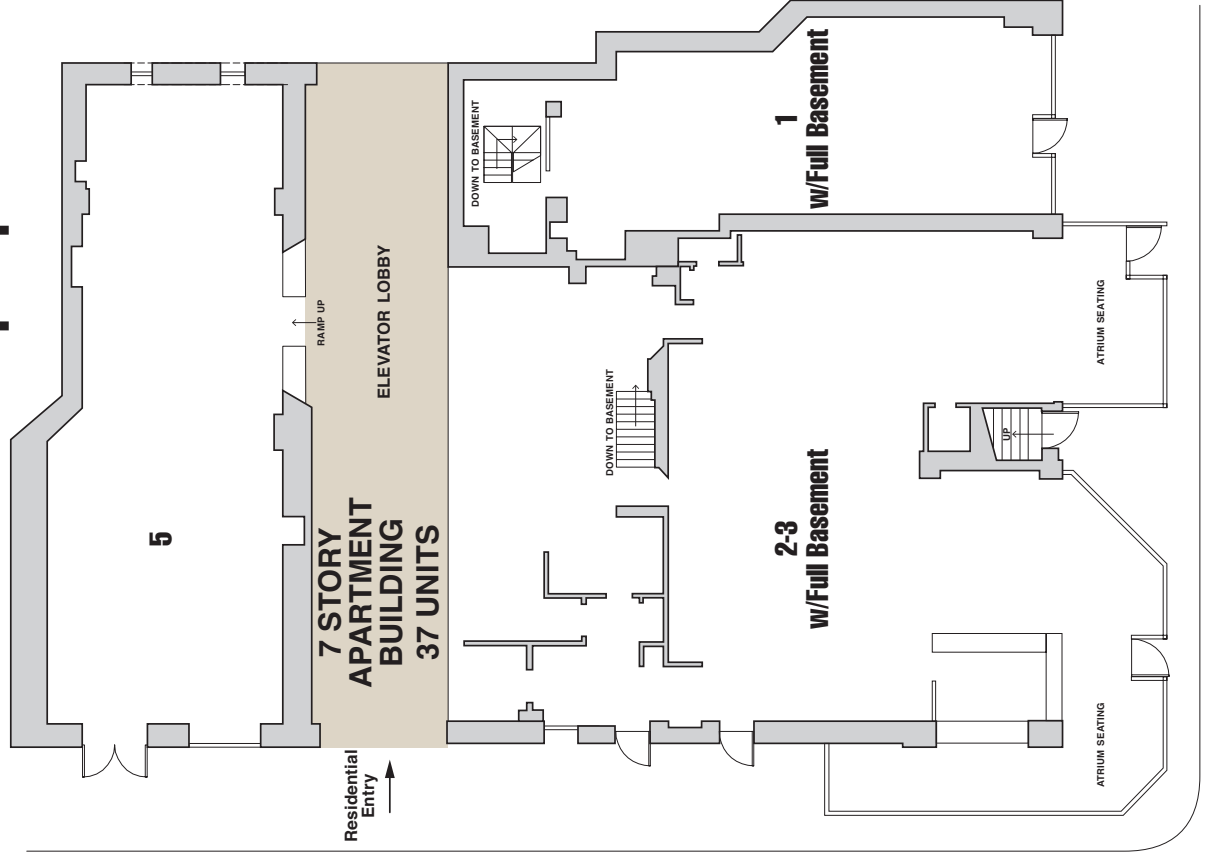 5
7 STORY
APARTMENT
BUILDING
37 UNITS
ELEVATOR LOBBY
RAMP UP
Residential
Entry
DOWN TO BASEMENT
1
w/Full Basement
DOWN TO BASEMENT
2-3
w/Full Basement
UP
ATRIUM SEATING
ATRIUM SEATING